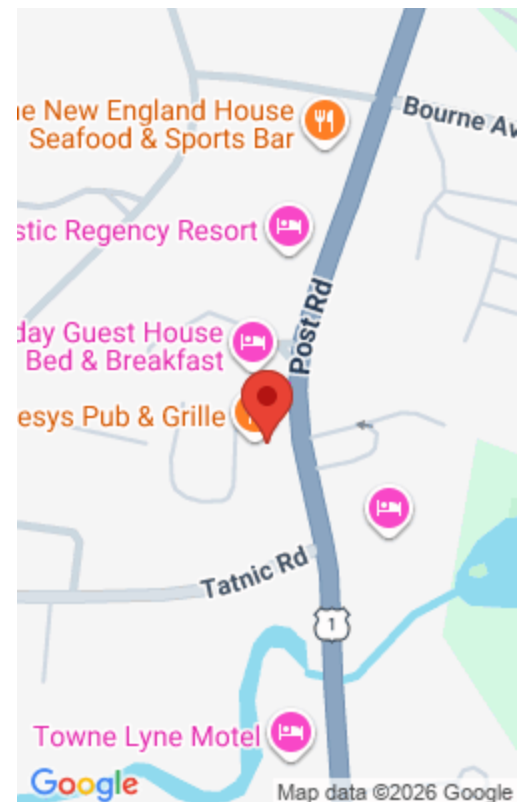 e New England House
Seafood & Sports Bar
Bourne Av
stic Regency Resort
Post Rd
day Guest House
Bed & Breakfast
esys Pub & Grille
Tatnic Rd
1
Towne Lyne Motel
Google
Map data ©2026 Google